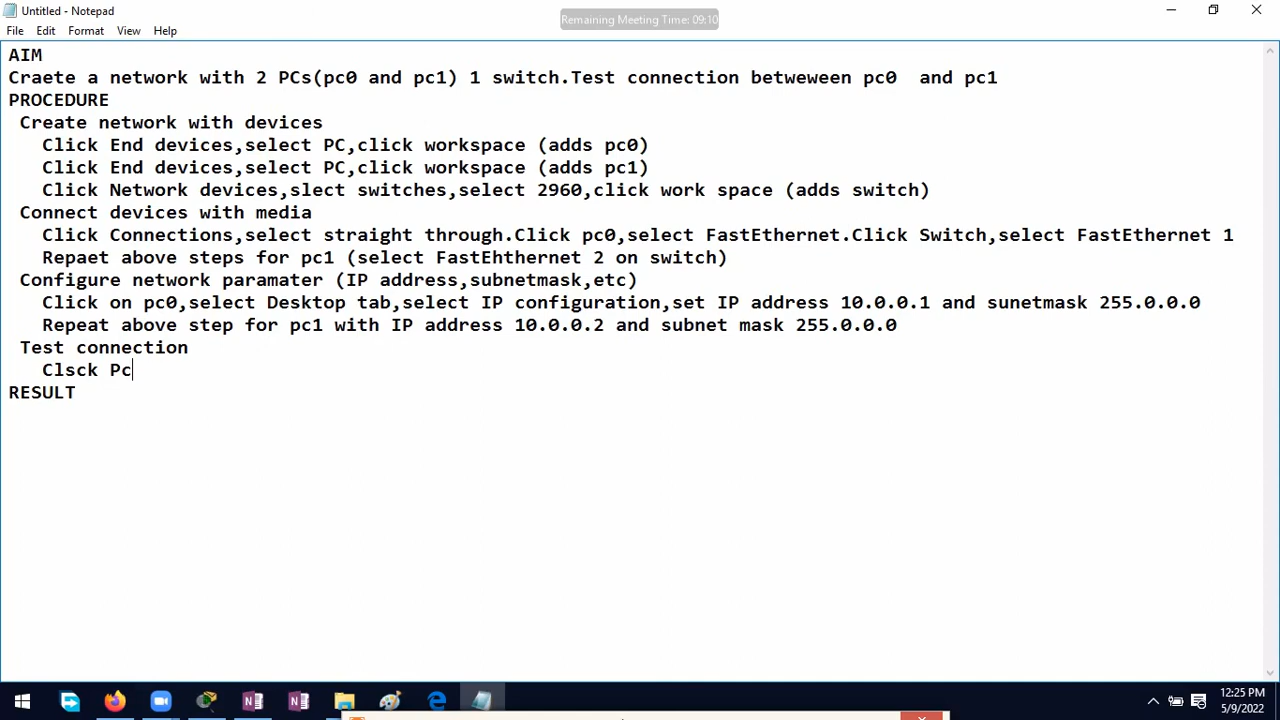 Untitled - Notepad
Remaining Meeting Time: 09:10
File Edit Format View Help
AIM
Craete a network with 2 PCs(pc0 and pc1) 1 switch.Test connection betweween pc0  and pc1
PROCEDURE
Create network with devices
Click End devices,select PC,click workspace (adds pc0)
Click End devices,select PC,click workspace (adds pc1)
Click Network devices,slect switches,select 2960,click work space (adds switch)
Connect devices with media
Click Connections,select straight through.Click pc0,select FastEthernet.Click Switch,select FastEthernet 1
Repaet above steps for pc1 (select FastEhthernet 2 on switch)
Configure network paramater (IP address,subnetmask,etc)
Click on pc0,select Desktop tab,select IP configuration,set IP address 10.0.0.1 and sunetmask 255.0.0.0
Repeat above step for pc1 with IP address 10.0.0.2 and subnet mask 255.0.0.0
Test connection
Clsck Pc
RESULT
12:25 PM
5/9/2022